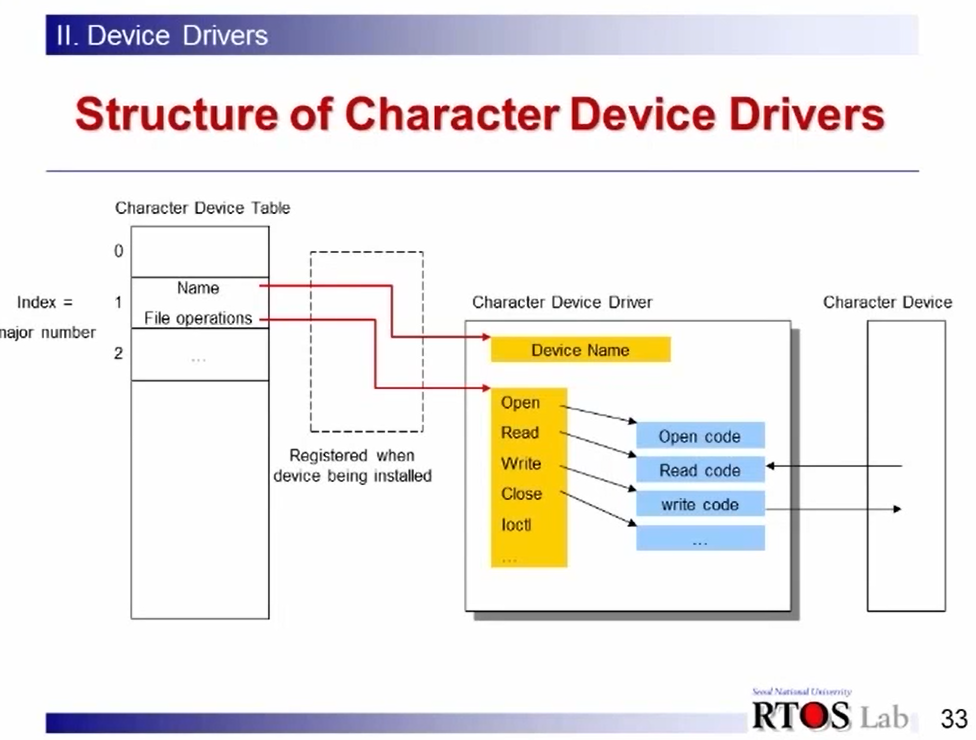 II. Device Drivers
Structure of Character Device Drivers
Character Device Table
0
Name
Index =
1
major number
File operations
2
...
Registered when
device being installed
Character Device Driver
Device Name
Open
Read
Write
Close
Ioctl
...
Open code
Read code
write code
...
Character Device
Seoul National University
RTOS Lab
33